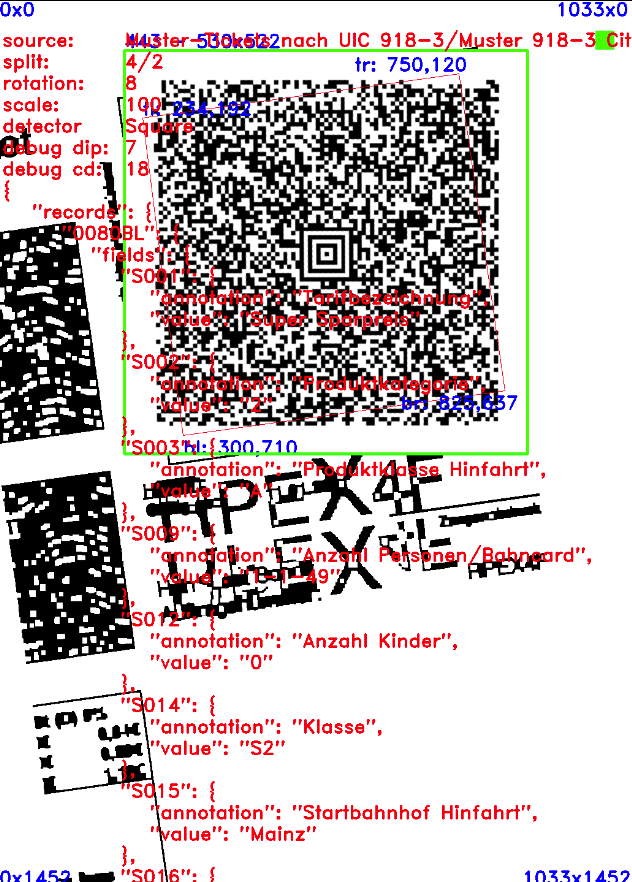 0x0 1033x0
source: Muster-Tickets nach UIC 918-3/Muster 918-3 Cit
443 - 530x522
split: 4/2
tr: 750,120
rotation: 8
scale: 100
tl: 234,192
detector Square
debug dip: 7
debug cd: 18
{
"records": {
"0080BL": {
"fields": {
"S001": {
"annotation": "Tarifbezeichnung",
"value": "Super Sparpreis"
},
"S002": {
"annotation": "Produktkategorie",
"value": "2"
br: 825,637
},
"S003": {
bl: 300,710
"annotation": "Produktklasse Hinfahrt",
"value": "A"
},
"S009": {
"annotation": "Anzahl Personen/Bahncard",
"value": "1-1-49"
},
"S012": {
"annotation": "Anzahl Kinder",
"value": "0"
},
"S014": {
"annotation": "Klasse",
"value": "S2"
},
"S015": {
"annotation": "Startbahnhof Hinfahrt",
"value": "Mainz"
},
"S016": {
0x1452 1033x1452